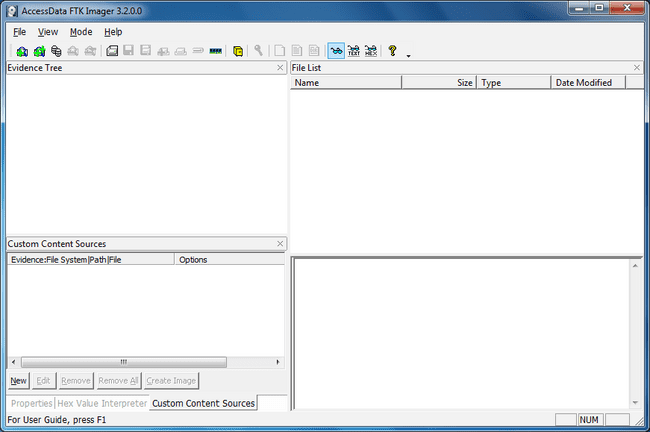 AccessData FTK Imager 3.2.0.0
File View Mode Help
TEXT HEX
Evidence Tree
File List
Name Size Type Date Modified
Custom Content Sources
Evidence:File System|Path|File Options
New Edit Remove Remove All Create Image
Properties Hex Value Interpreter Custom Content Sources
For User Guide, press F1
NUM